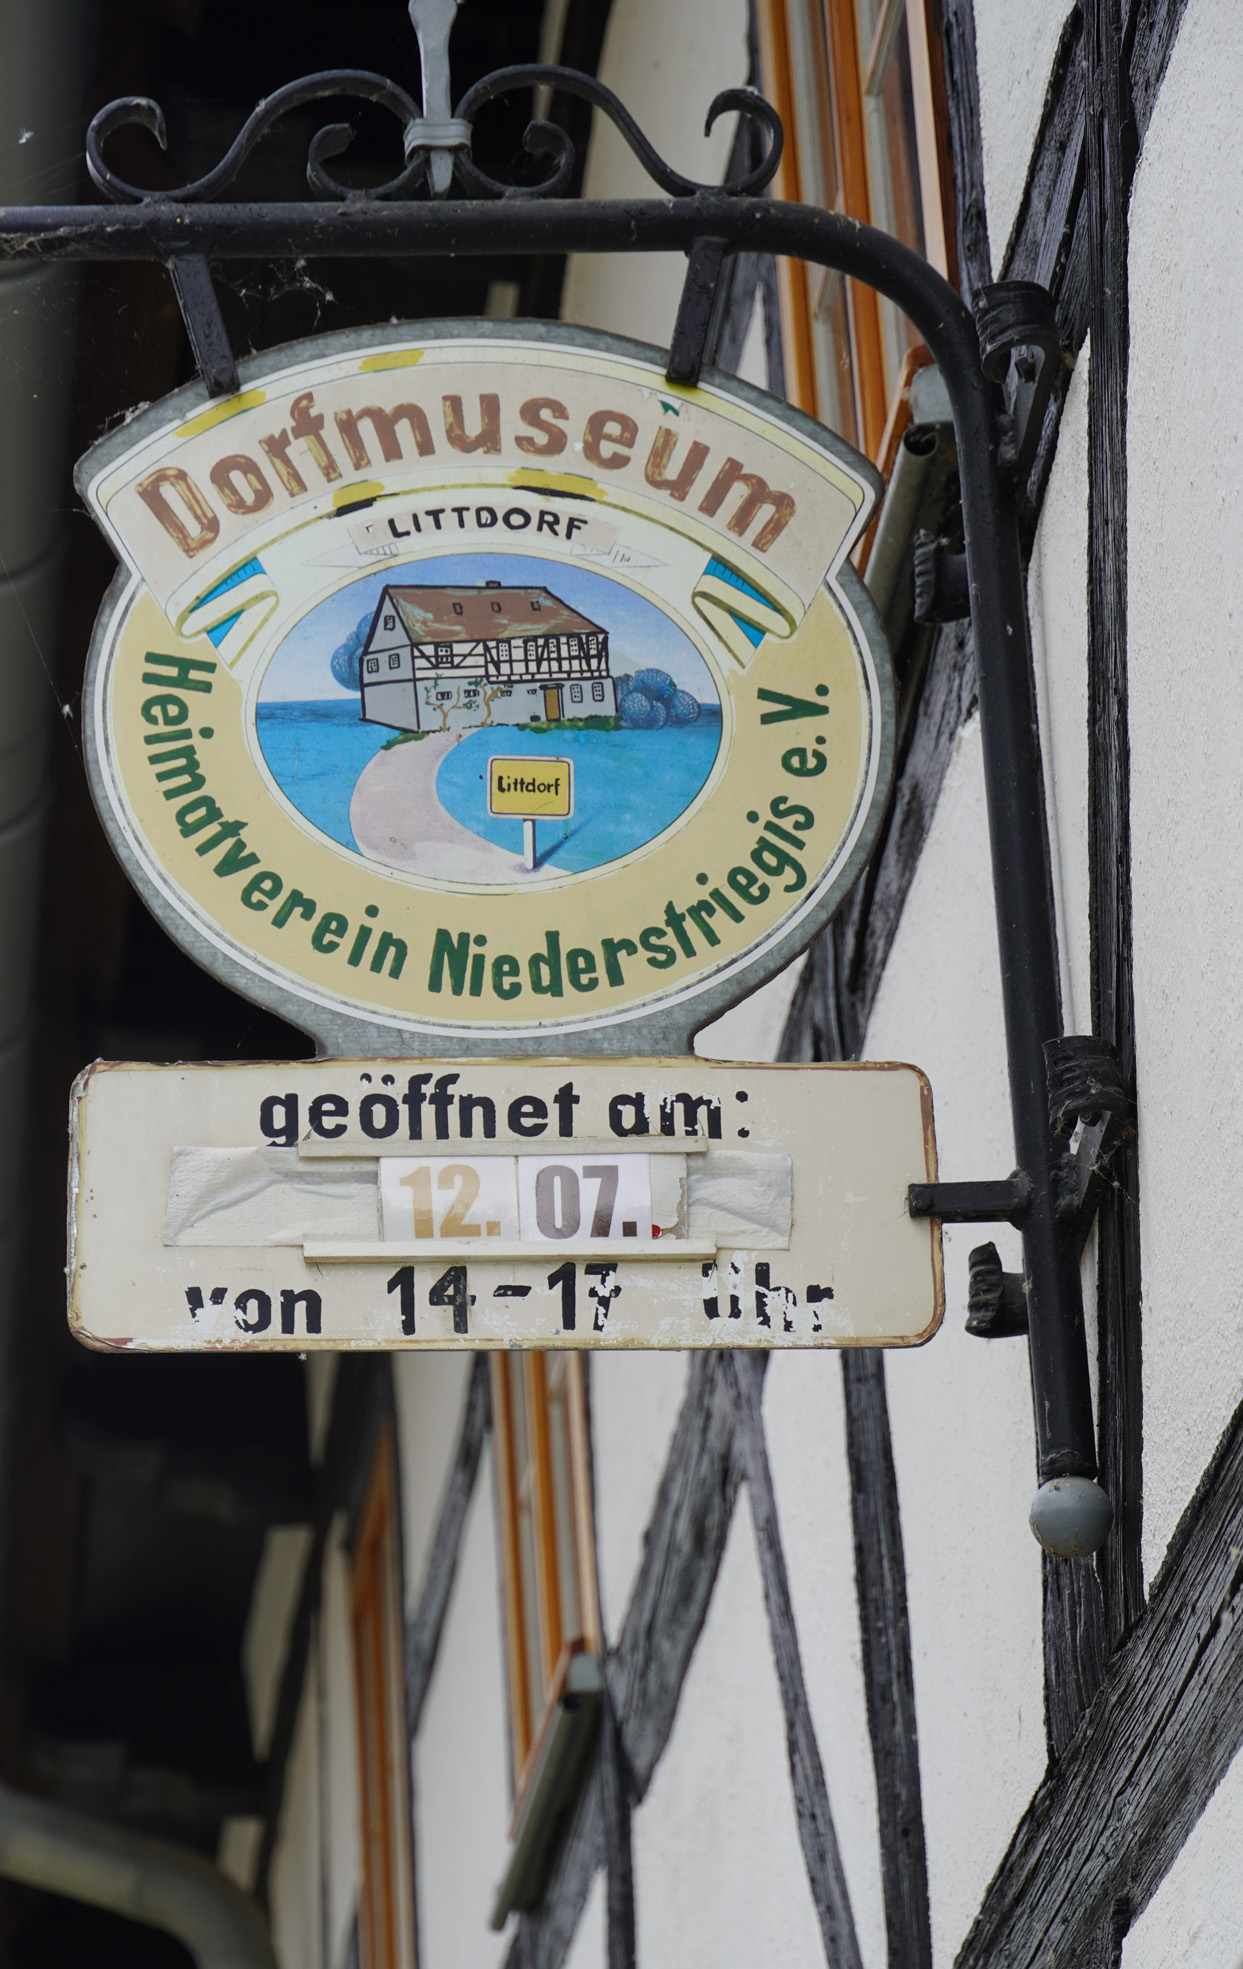 Dorfmuseum
LITTDORF
Littdorf
Heimatverein Niederstriegis e.V.
geöffnet am:
12. 07.
von 14-17 Uhr